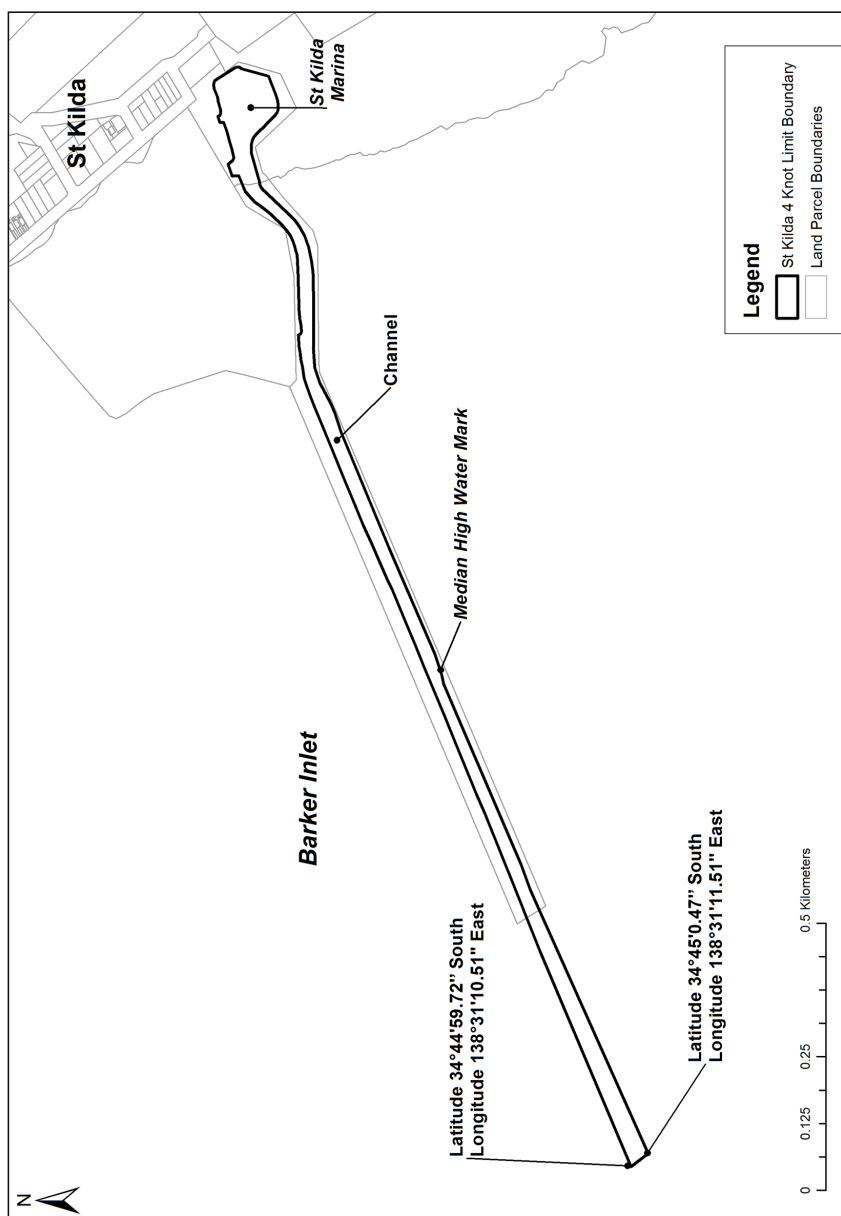 N
St Kilda
St Kilda
Marina
Channel
Median High Water Mark
Barker Inlet
Latitude 34°44'59.72'' South
Longitude 138°31'10.51" East
Latitude 34°45'0.47'' South
Longitude 138°31'11.51" East
0
0.125
0.25
0.5 Kilometers
Legend
St Kilda 4 Knot Limit Boundary
Land Parcel Boundaries